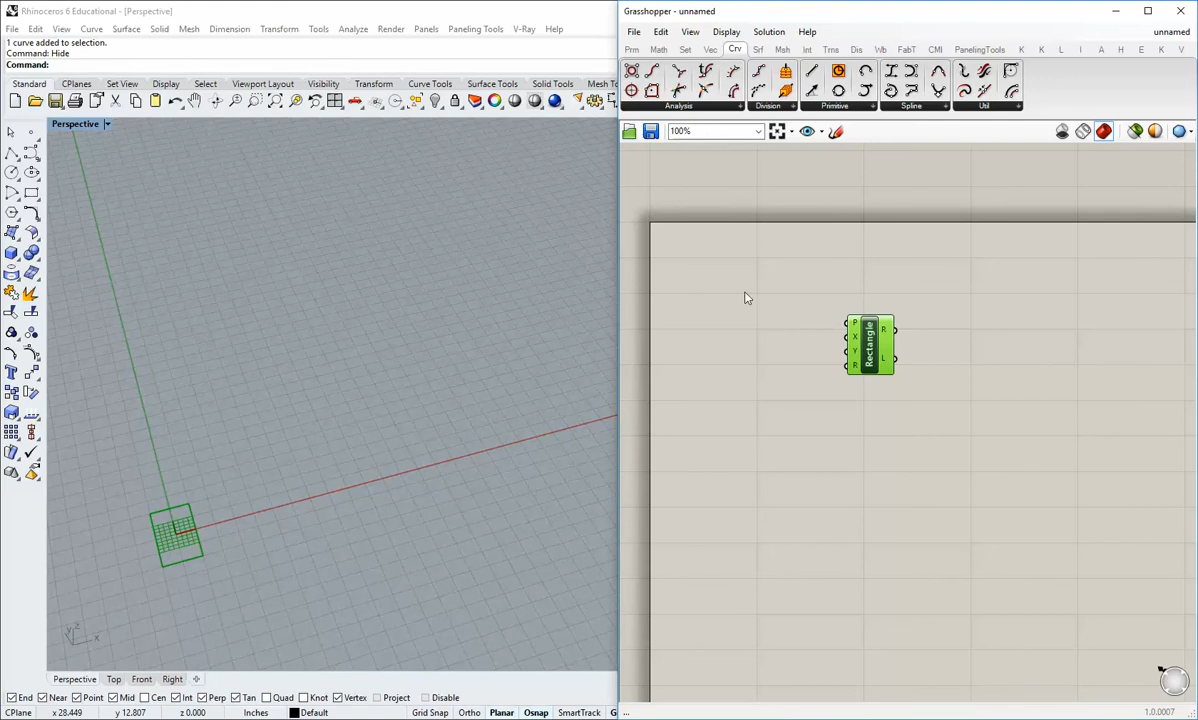 Rhinoceros 6 Educational - [Perspective]
File Edit View Curve Surface Solid Mesh Dimension Transform Tools Analyze Render Panels Paneling Tools V-Ray Help
1 curve added to selection.
Command: Hide
Command:
Standard CPlanes Set View Display Select Viewport Layout Visibility Transform Curve Tools Surface Tools Solid Tools Mesh To
Perspective
y z x
Perspective Top Front Right
End Near Point Mid Cen Int Perp Tan Quad Knot Vertex Project Disable
CPlane x 28.449 y 12.807 z 0.000 Inches Default Grid Snap Ortho Planar Osnap SmartTrack G
Grasshopper - unnamed
File Edit View Display Solution Help unnamed
Prm Math Set Vec Crv Srf Msh Int Trns Dis Wb FabT CMI PanelingTools K K L I A H E K V
Analysis Division Primitive Spline Util
100%
P X Y R Rectangle R L
... 1.0.0007